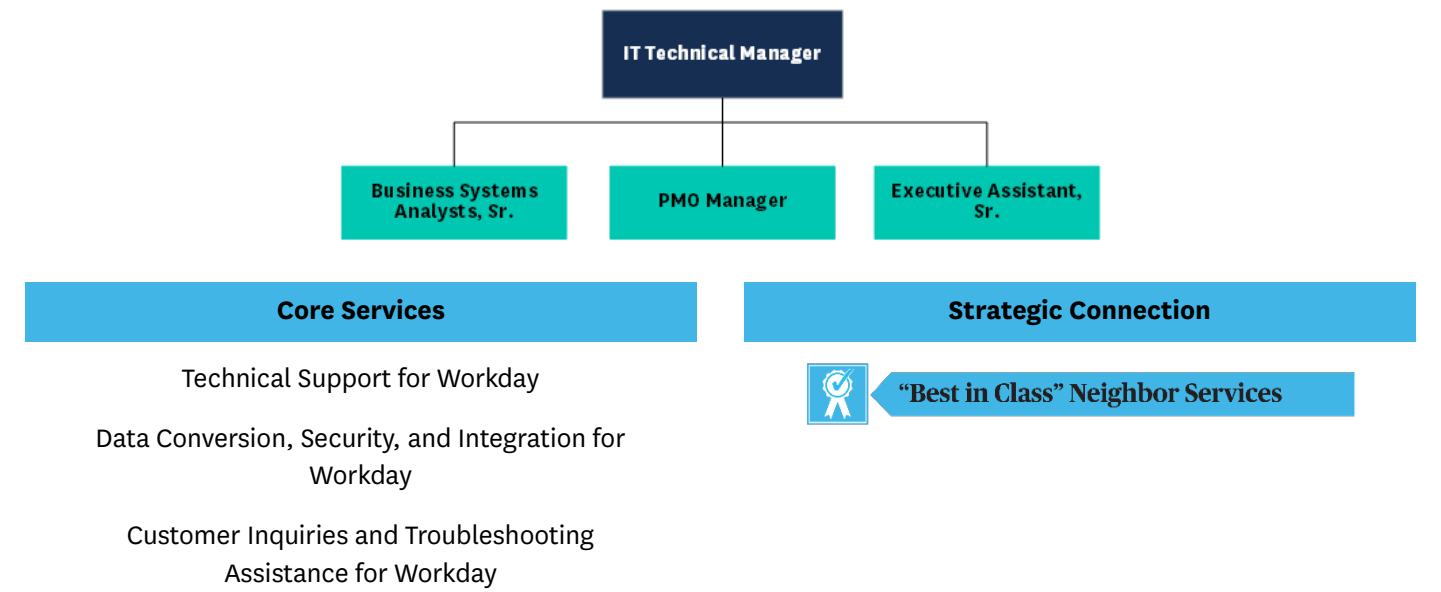 IT Technical Manager
Business Systems
Analysts, Sr.
PMO Manager
Executive Assistant,
Sr.
Core Services
Technical Support for Workday
Data Conversion, Security, and Integration for
Workday
Customer Inquiries and Troubleshooting
Assistance for Workday
Strategic Connection
“Best in Class” Neighbor Services